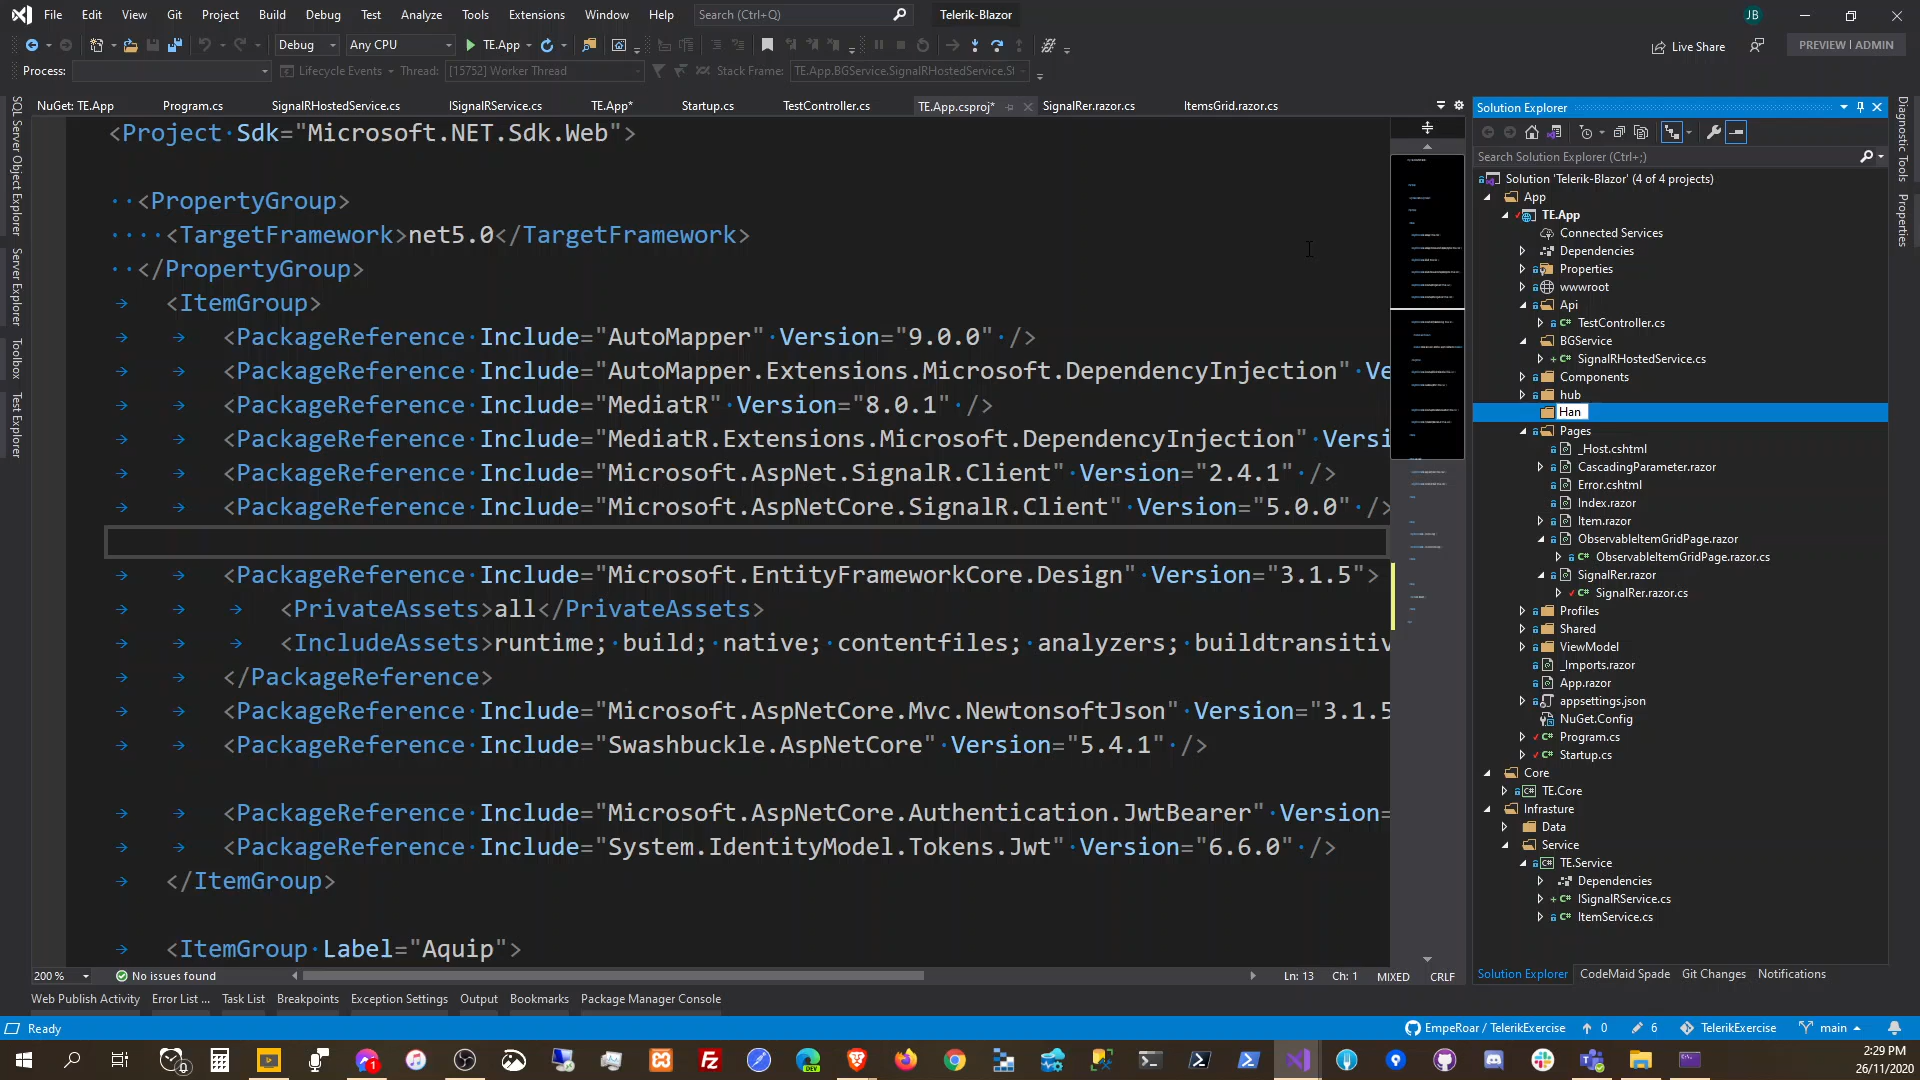 File Edit View Git Project Build Debug Test Analyze Tools Extensions Window Help Search (Ctrl+Q) Telerik-Blazor JB
Debug Any CPU TE.App Live Share PREVIEW | ADMIN
Process: Lifecycle Events Thread: [15752] Worker Thread Stack Frame: TE.App.BGService.SignalRHostedService.St
NuGet: TE.App Program.cs SignalRHostedService.cs ISignalRService.cs TE.App* Startup.cs TestController.cs TE.App.csproj* SignalRer.razor.cs ItemsGrid.razor.cs
SQL Server Object Explorer
Server Explorer
Toolbox
Test Explorer
<Project Sdk="Microsoft.NET.Sdk.Web">
<PropertyGroup>
<TargetFramework>net5.0</TargetFramework>
</PropertyGroup>
<ItemGroup>
<PackageReference Include="AutoMapper" Version="9.0.0" />
<PackageReference Include="AutoMapper.Extensions.Microsoft.DependencyInjection" Ve
<PackageReference Include="MediatR" Version="8.0.1" />
<PackageReference Include="MediatR.Extensions.Microsoft.DependencyInjection" Versi
<PackageReference Include="Microsoft.AspNet.SignalR.Client" Version="2.4.1" />
<PackageReference Include="Microsoft.AspNetCore.SignalR.Client" Version="5.0.0" />
<PackageReference Include="Microsoft.EntityFrameworkCore.Design" Version="3.1.5">
<PrivateAssets>all</PrivateAssets>
<IncludeAssets>runtime; build; native; contentfiles; analyzers; buildtransitiv
</PackageReference>
<PackageReference Include="Microsoft.AspNetCore.Mvc.NewtonsoftJson" Version="3.1.5
<PackageReference Include="Swashbuckle.AspNetCore" Version="5.4.1" />
<PackageReference Include="Microsoft.AspNetCore.Authentication.JwtBearer" Version=
<PackageReference Include="System.IdentityModel.Tokens.Jwt" Version="6.6.0" />
</ItemGroup>
<ItemGroup Label="Aquip">
200 % No issues found Ln: 13 Ch: 1 MIXED CRLF
Solution Explorer
Search Solution Explorer (Ctrl+;)
Solution 'Telerik-Blazor' (4 of 4 projects)
App
TE.App
Connected Services
Dependencies
Properties
wwwroot
Api
TestController.cs
BGService
SignalRHostedService.cs
Components
hub
Han
Pages
_Host.cshtml
CascadingParameter.razor
Error.cshtml
Index.razor
Item.razor
ObservableItemGridPage.razor
ObservableItemGridPage.razor.cs
SignalRer.razor
SignalRer.razor.cs
Profiles
Shared
ViewModel
_Imports.razor
App.razor
appsettings.json
NuGet.Config
Program.cs
Startup.cs
Core
TE.Core
Infrasture
Data
Service
TE.Service
Dependencies
ISignalRService.cs
ItemService.cs
Solution Explorer CodeMaid Spade Git Changes Notifications
Diagnostic Tools
Properties
Web Publish Activity Error List ... Task List Breakpoints Exception Settings Output Bookmarks Package Manager Console
Ready EmpeRoar / TelerikExercise 0 6 TelerikExercise main
2:29 PM
26/11/2020